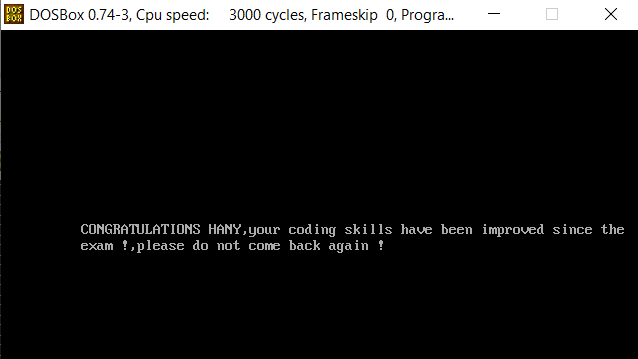 DOS
BOX
DOSBox 0.74-3, Cpu speed: 3000 cycles, Frameskip 0, Progra...
CONGRATULATIONS HANY,your coding skills have been improved since the
exam !,please do not come back again !